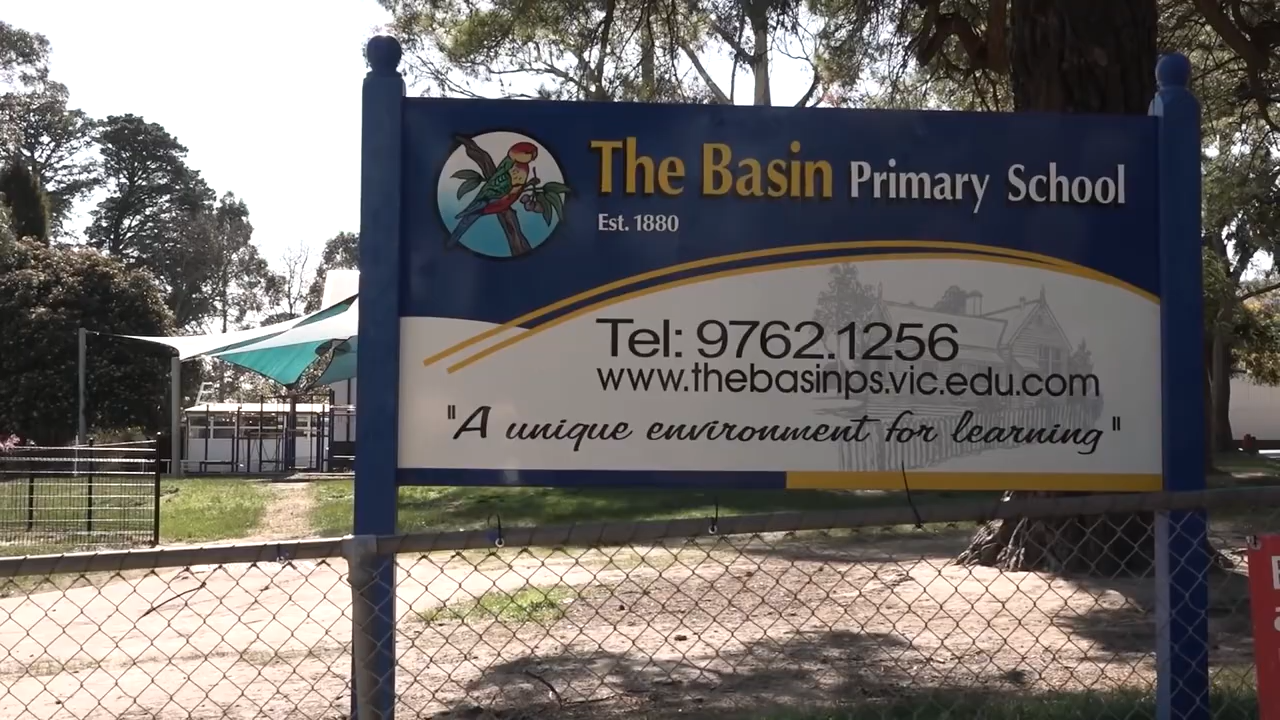 The Basin Primary School
Est. 1880
Tel: 9762.1256
www.thebasinps.vic.edu.com
"A unique environment for learning"